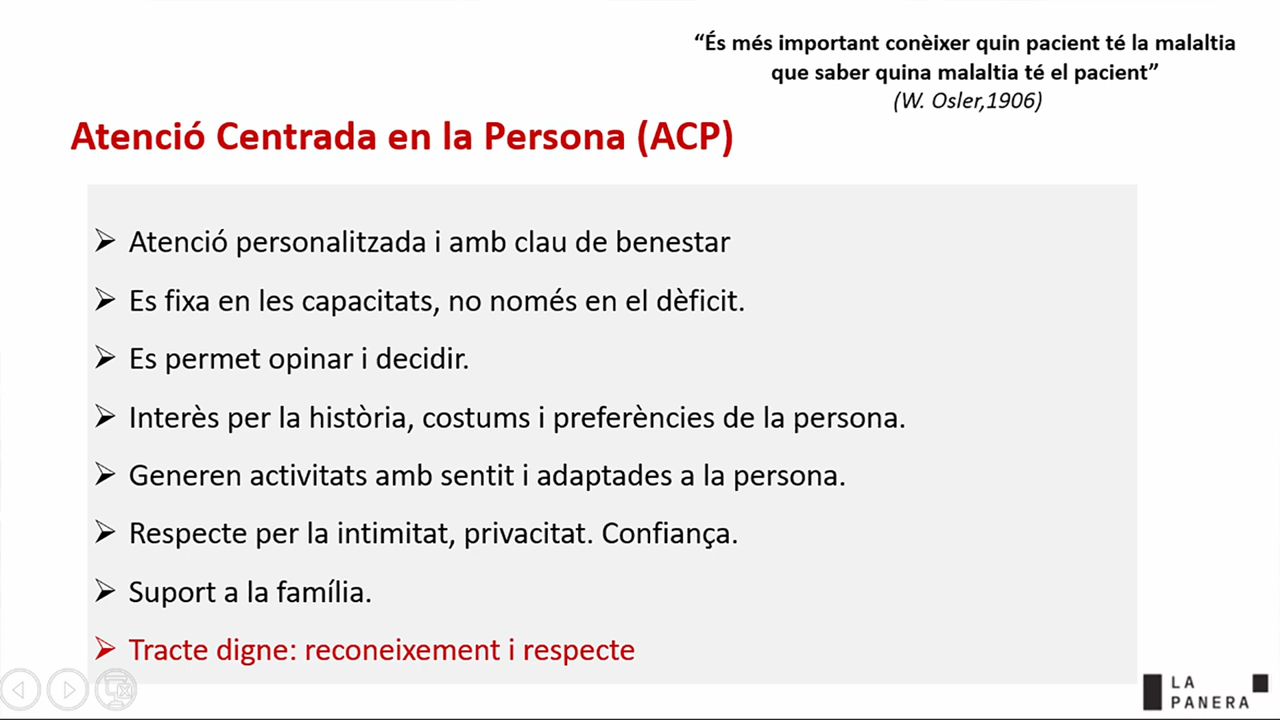 “És més important conèixer quin pacient té la malaltia
que saber quina malaltia té el pacient”
(W. Osler,1906)
Atenció Centrada en la Persona (ACP)
Atenció personalitzada i amb clau de benestar
Es fixa en les capacitats, no només en el dèficit.
Es permet opinar i decidir.
Interès per la història, costums i preferències de la persona.
Generen activitats amb sentit i adaptades a la persona.
Respecte per la intimitat, privacitat. Confiança.
Suport a la família.
Tracte digne: reconeixement i respecte
LA
PANERA